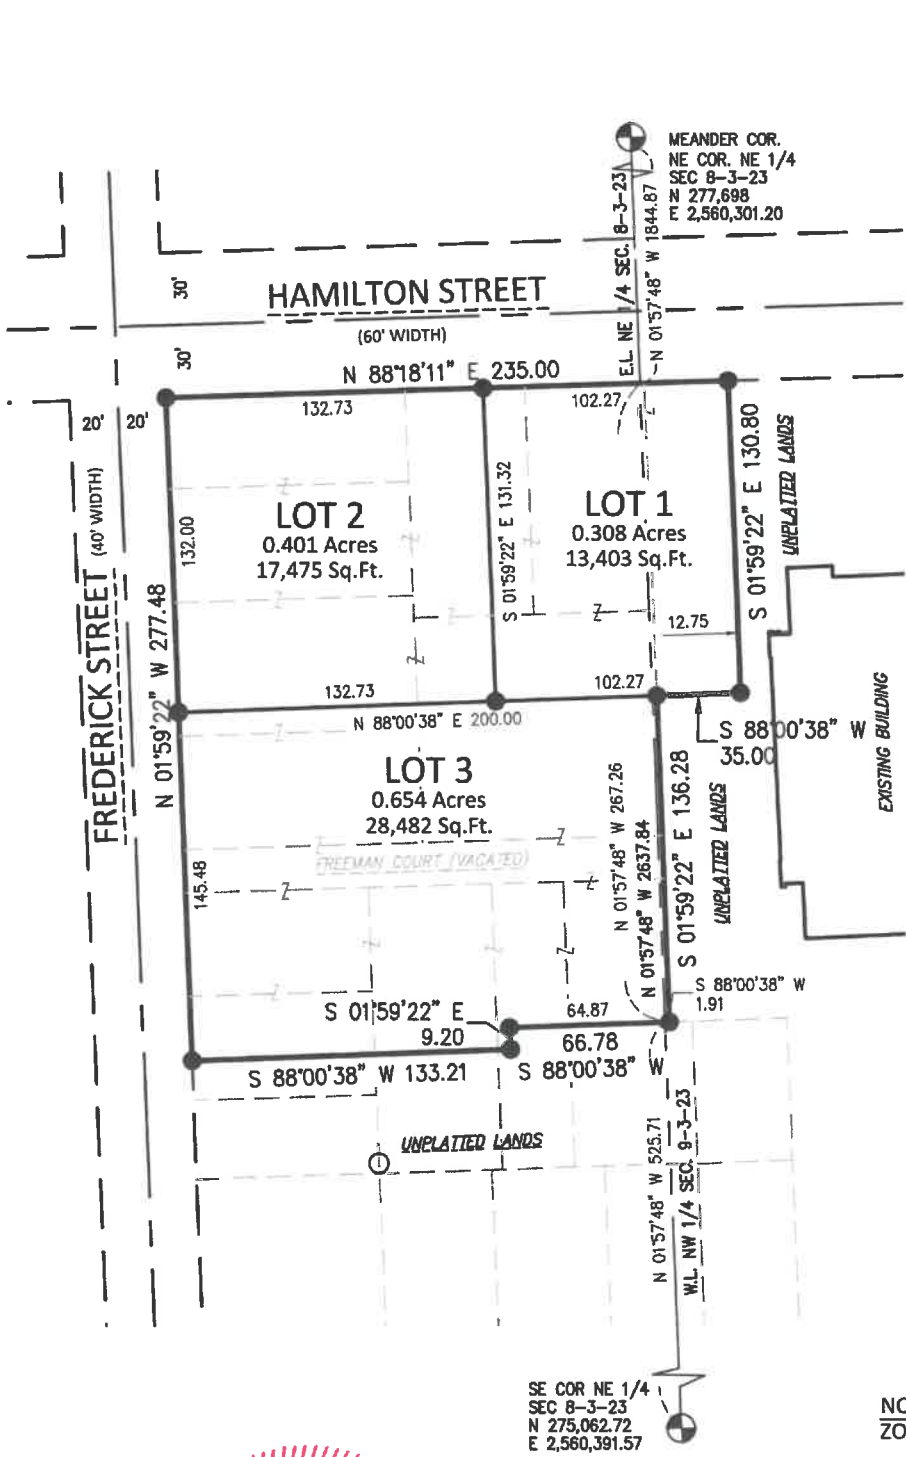 MEANDER COR.
NE COR. NE 1/4
SEC 8-3-23
N 277,698
E 2,560,301.20
E.L. NE 1/4 SEC. 8-3-23
N 01°57'48" W 1844.87
30'
HAMILTON STREET
(60' WIDTH)
30'
N 88°18'11" E 235.00
132.73
102.27
20' 20'
(40' WIDTH)
FREDERICK STREET
N 01°59'22" W 277.48
132.00
LOT 2
0.401 Acres
17,475 Sq.Ft.
S 01°59'22" E 131.32
LOT 1
0.308 Acres
13,403 Sq.Ft.
S 01°59'22" E 130.80
UNPLATTED LANDS
12.75
132.73
102.27
N 88°00'38" E 200.00
S 88°00'38" W
35.00
EXISTING BUILDING
LOT 3
0.654 Acres
28,482 Sq.Ft.
FREEMAN COURT (VACATED)
145.48
N 01°57'48" W 267.26
N 01°57'48" W 2637.84
S 01°59'22" E 136.28
UNPLATTED LANDS
S 88°00'38" W
1.91
S 01°59'22" E
9.20
64.87
66.78
S 88°00'38" W
S 88°00'38" W 133.21
UNPLATTED LANDS
N 01°57'48" W 525.71
W.L. NW 1/4 SEC. 9-3-23
SE COR NE 1/4
SEC 8-3-23
N 275,062.72
E 2,560,391.57
NO
ZO